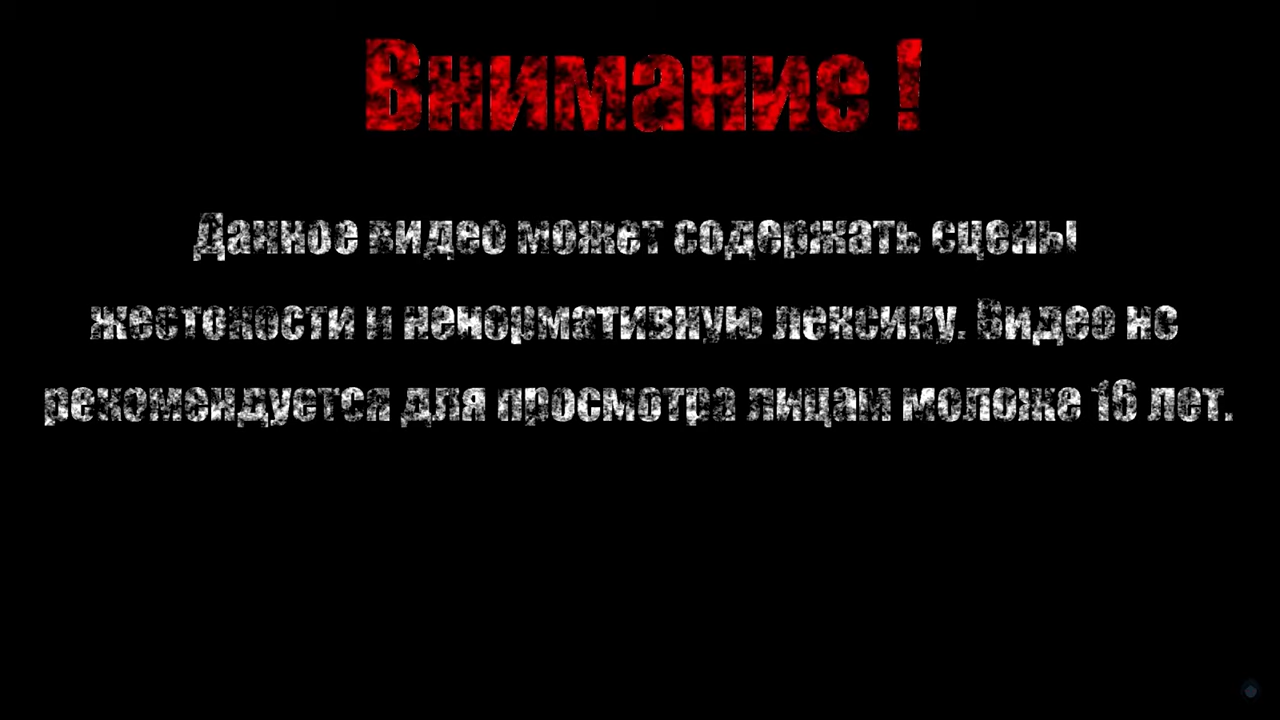 Внимание !
Данное видео может содержать сцены
жестокости и ненормативную лексику. Видео не
рекомендуется для просмотра лицам моложе 16 лет.